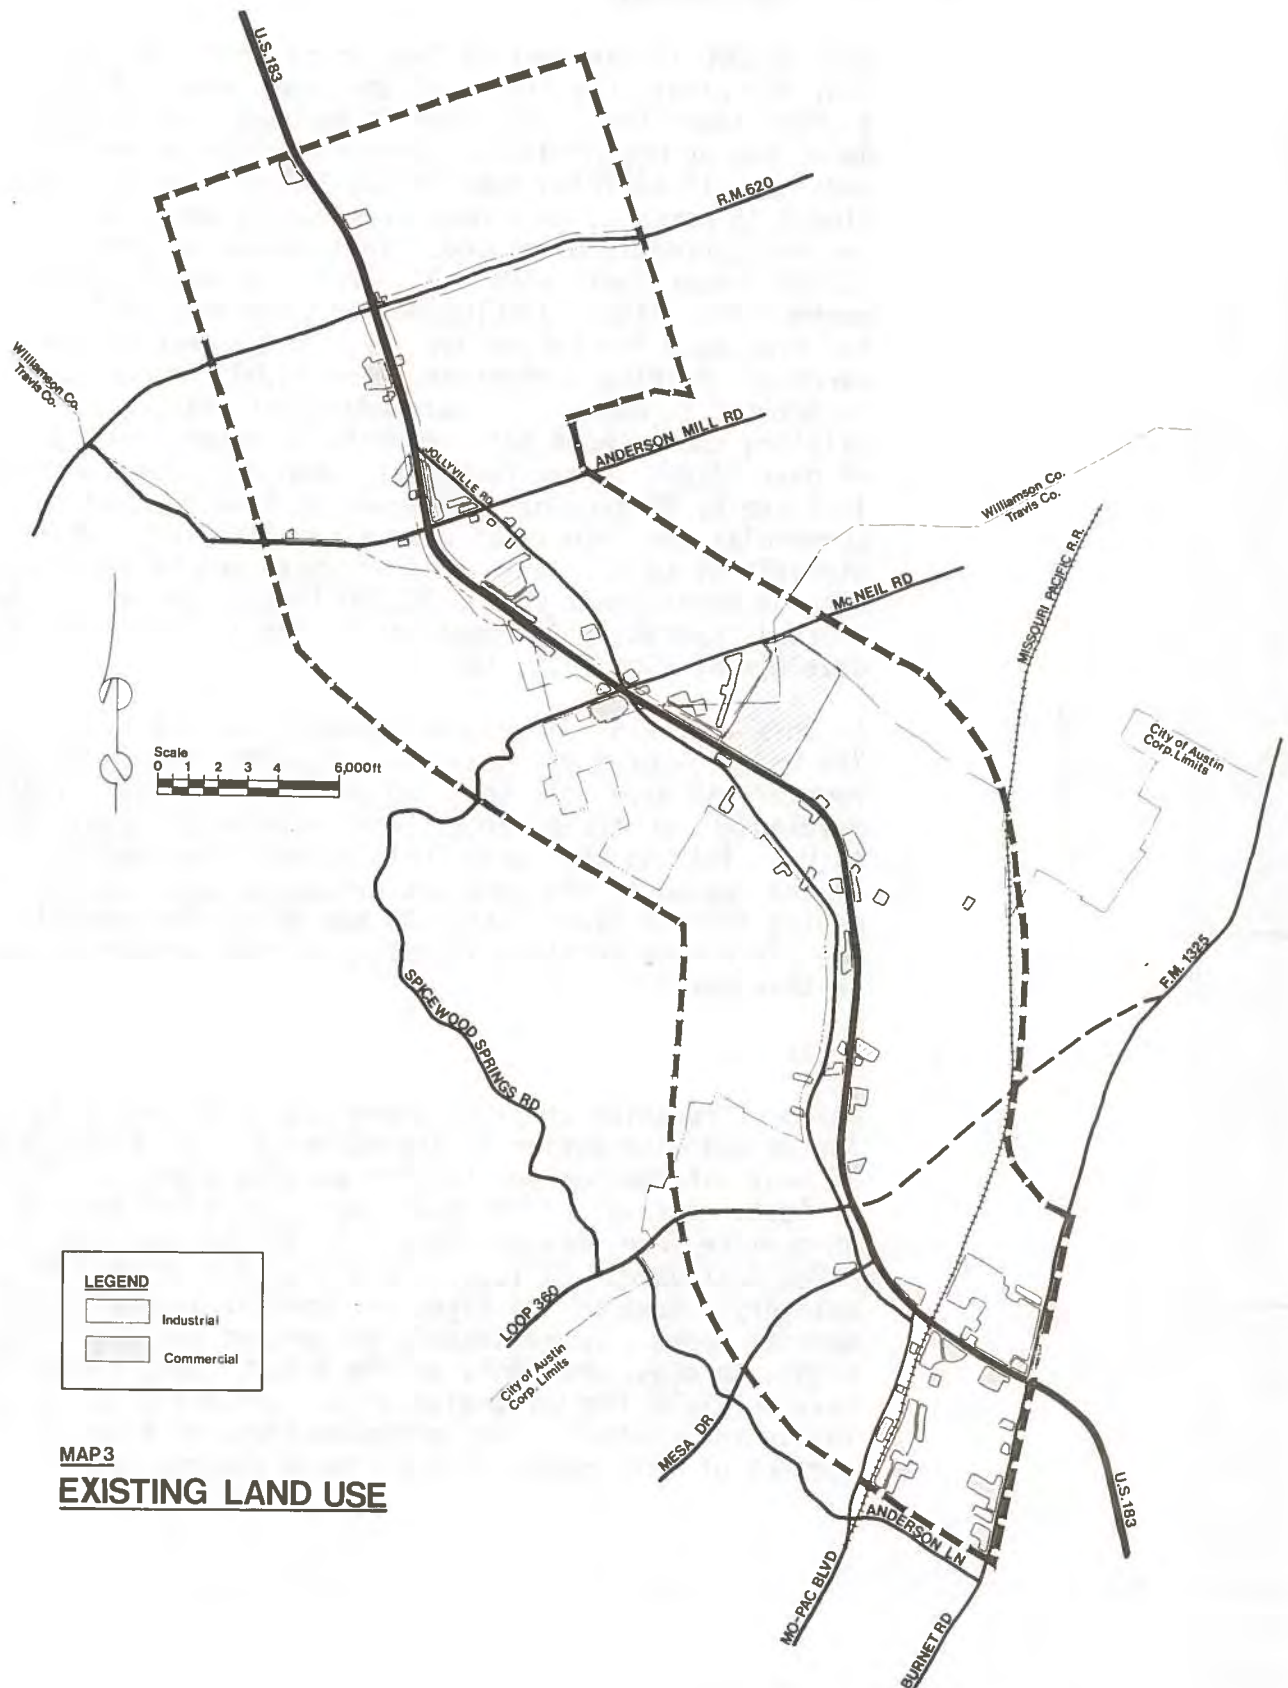 U.S.183
R.M.620
Williamson Co.
Travis Co.
JOLLYVILLE RD
ANDERSON MILL RD
Williamson Co.
Travis Co.
MISSOURI PACIFIC R.R.
McNEIL RD
City of Austin
Corp. Limits
Scale
0 1 2 3 4 6,000ft
F.M. 1325
SPICEWOOD SPRINGS RD
LEGEND
Industrial
Commercial
LOOP 360
City of Austin
Corp. Limits
MESA DR
MAP 3
EXISTING LAND USE
U.S.183
ANDERSON LN
MO-PAC BLVD
BURNET RD